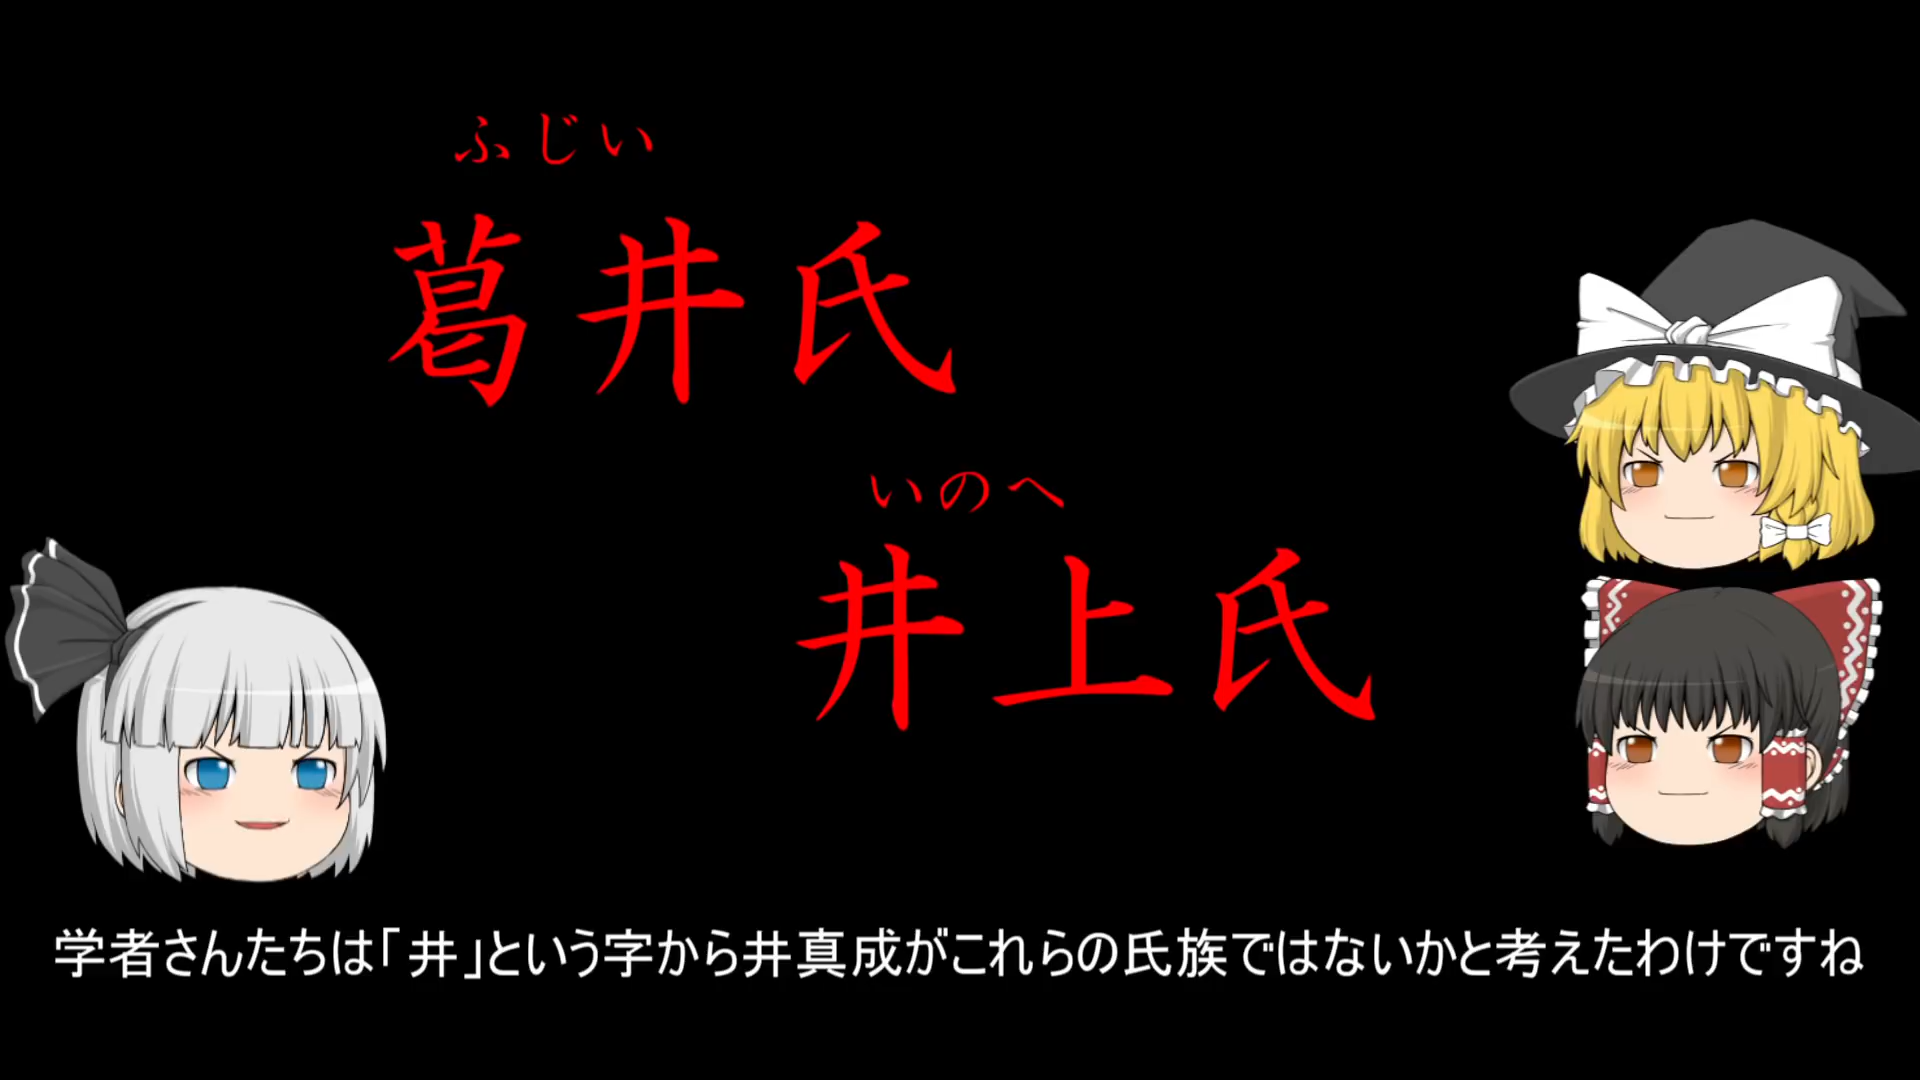 ふじい
葛井氏
いのへ
井上氏
学者さんたちは「井」という字から井真成がこれらの氏族ではないかと考えたわけですね